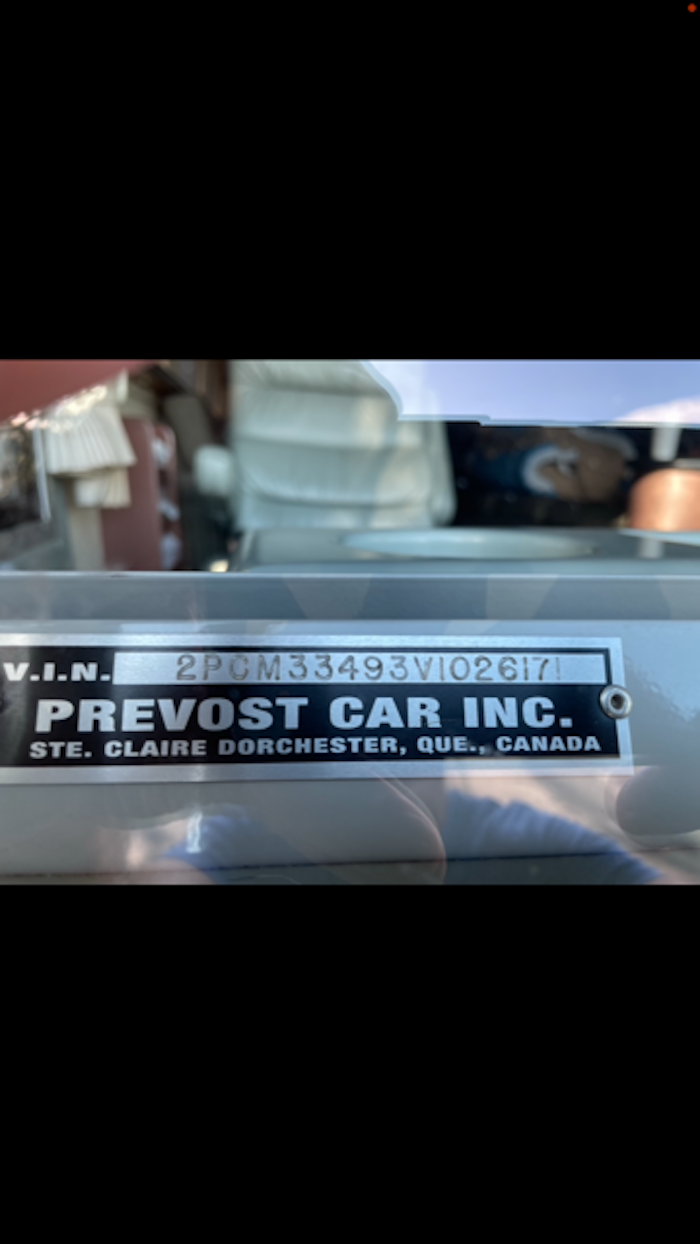 V.I.N. 2PCM33493V1026171
PREVOST CAR INC.
STE. CLAIRE DORCHESTER, QUE., CANADA